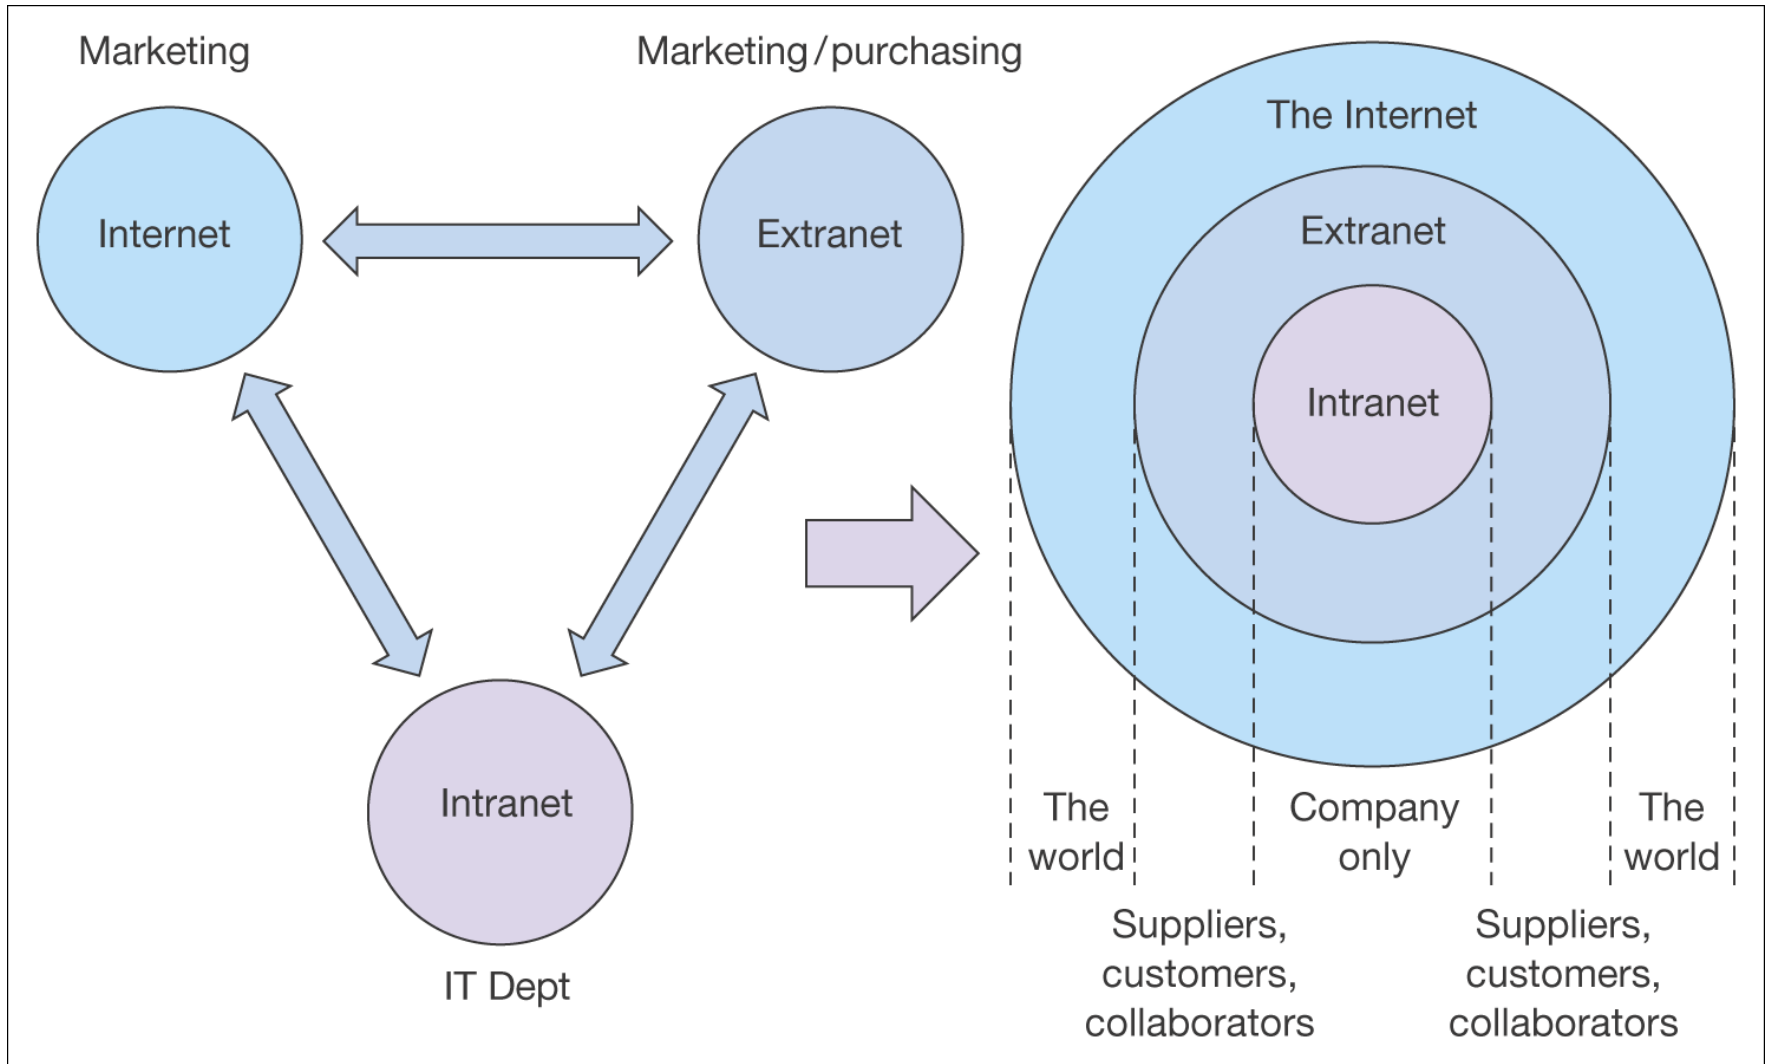 Marketing
Marketing/purchasing
Internet
Extranet
Intranet
IT Dept
The Internet
Extranet
Intranet
The
world
Company
only
The
world
Suppliers,
customers,
collaborators
Suppliers,
customers,
collaborators